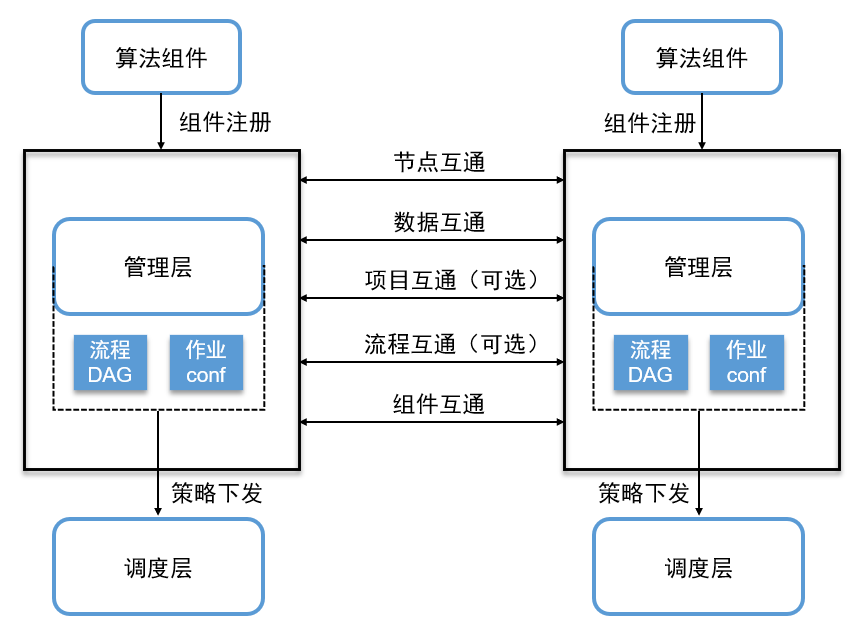 算法组件
算法组件
组件注册
组件注册
节点互通
数据互通
管理层
管理层
项目互通（可选）
流程互通（可选）
流程
DAG
作业
conf
流程
DAG
作业
conf
组件互通
策略下发
策略下发
调度层
调度层